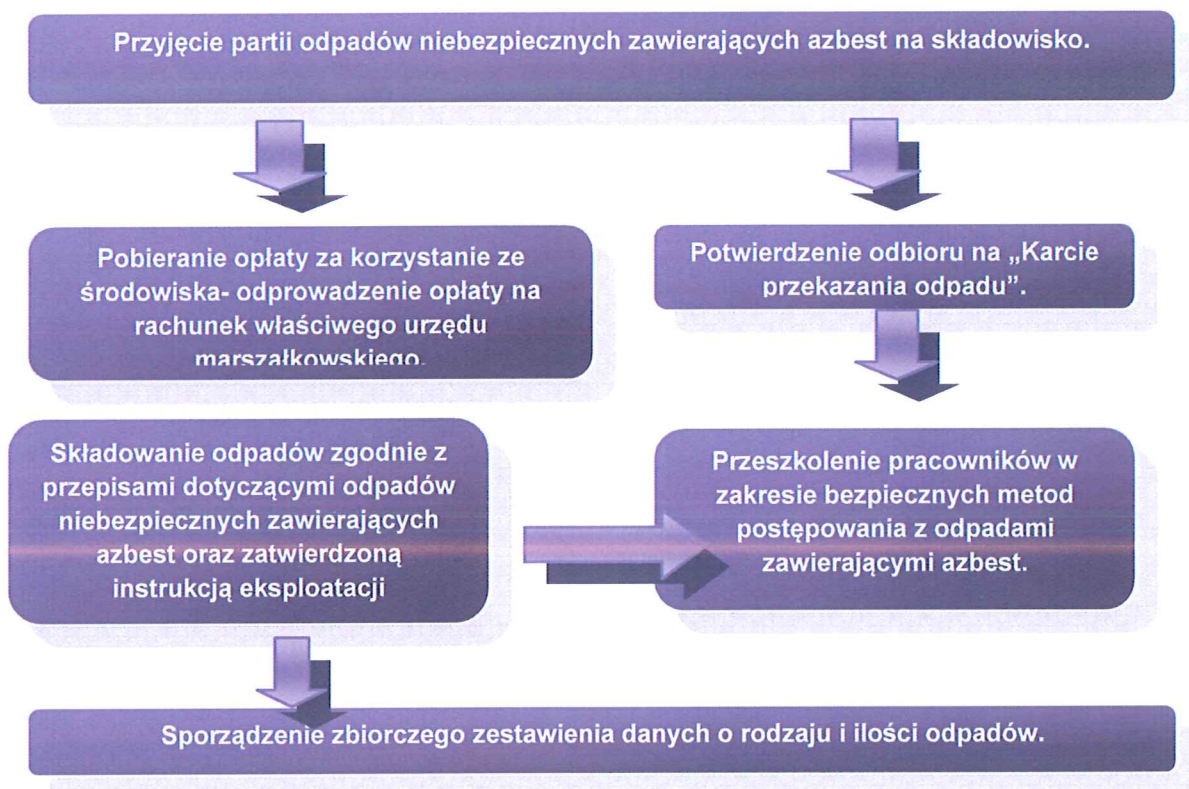 Przyjęcie partii odpadów niebezpiecznych zawierających azbest na składowisko.
Pobieranie opłaty za korzystanie ze
środowiska- odprowadzenie opłaty na
rachunek właściwego urzędu
marszałkowskiego.
Potwierdzenie odbioru na „Karcie
przekazania odpadu”.
Składowanie odpadów zgodnie z
przepisami dotyczącymi odpadów
niebezpiecznych zawierających
azbest oraz zatwierdzoną
instrukcją eksploatacji
Przeszkolenie pracowników w
zakresie bezpiecznych metod
postępowania z odpadami
zawierającymi azbest.
Sporządzenie zbiorczego zestawienia danych o rodzaju i ilości odpadów.